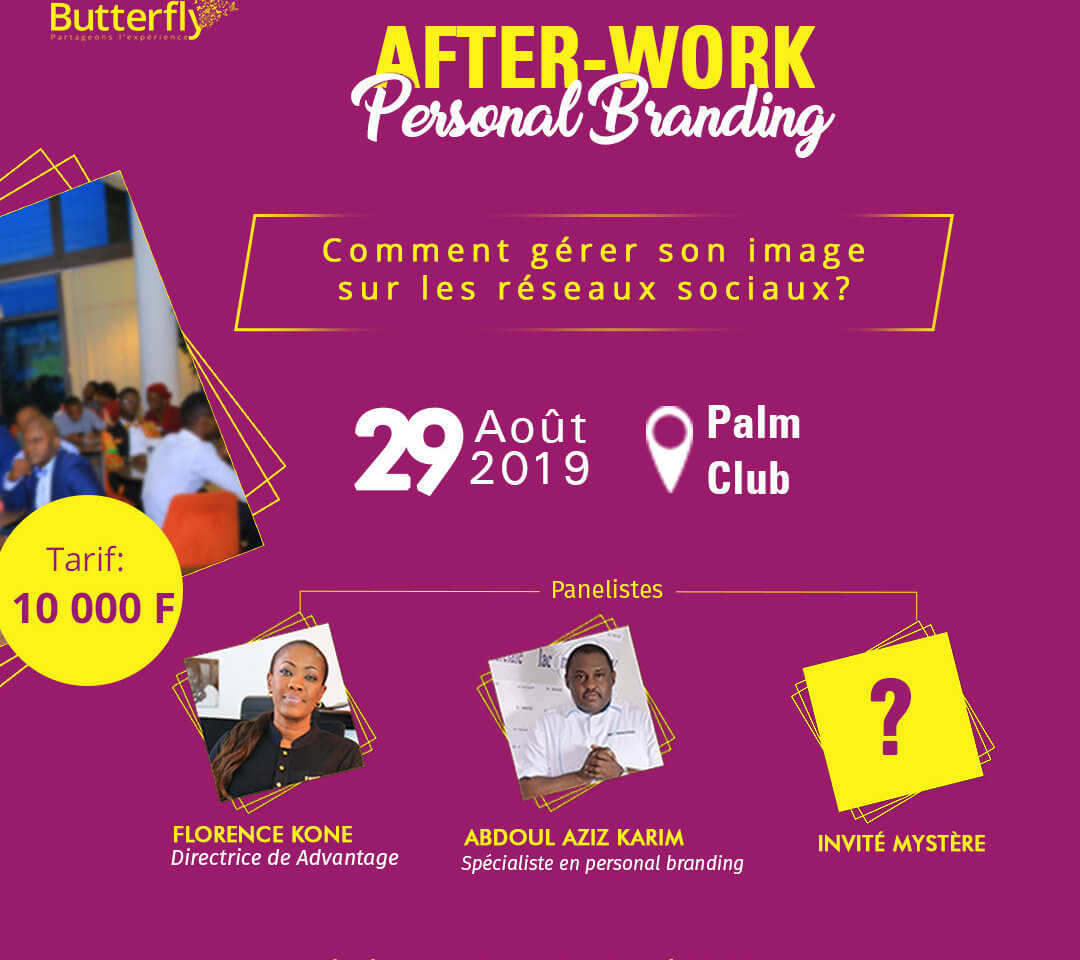 Butterfly
Partageons l'expérience
AFTER-WORK
Personal Branding
Comment gérer son image
sur les réseaux sociaux?
29 Août
2019
Palm
Club
Tarif:
10 000 F
Panelistes
FLORENCE KONE
Directrice de Advantage
ABDOUL AZIZ KARIM
Spécialiste en personal branding
?
INVITÉ MYSTÈRE